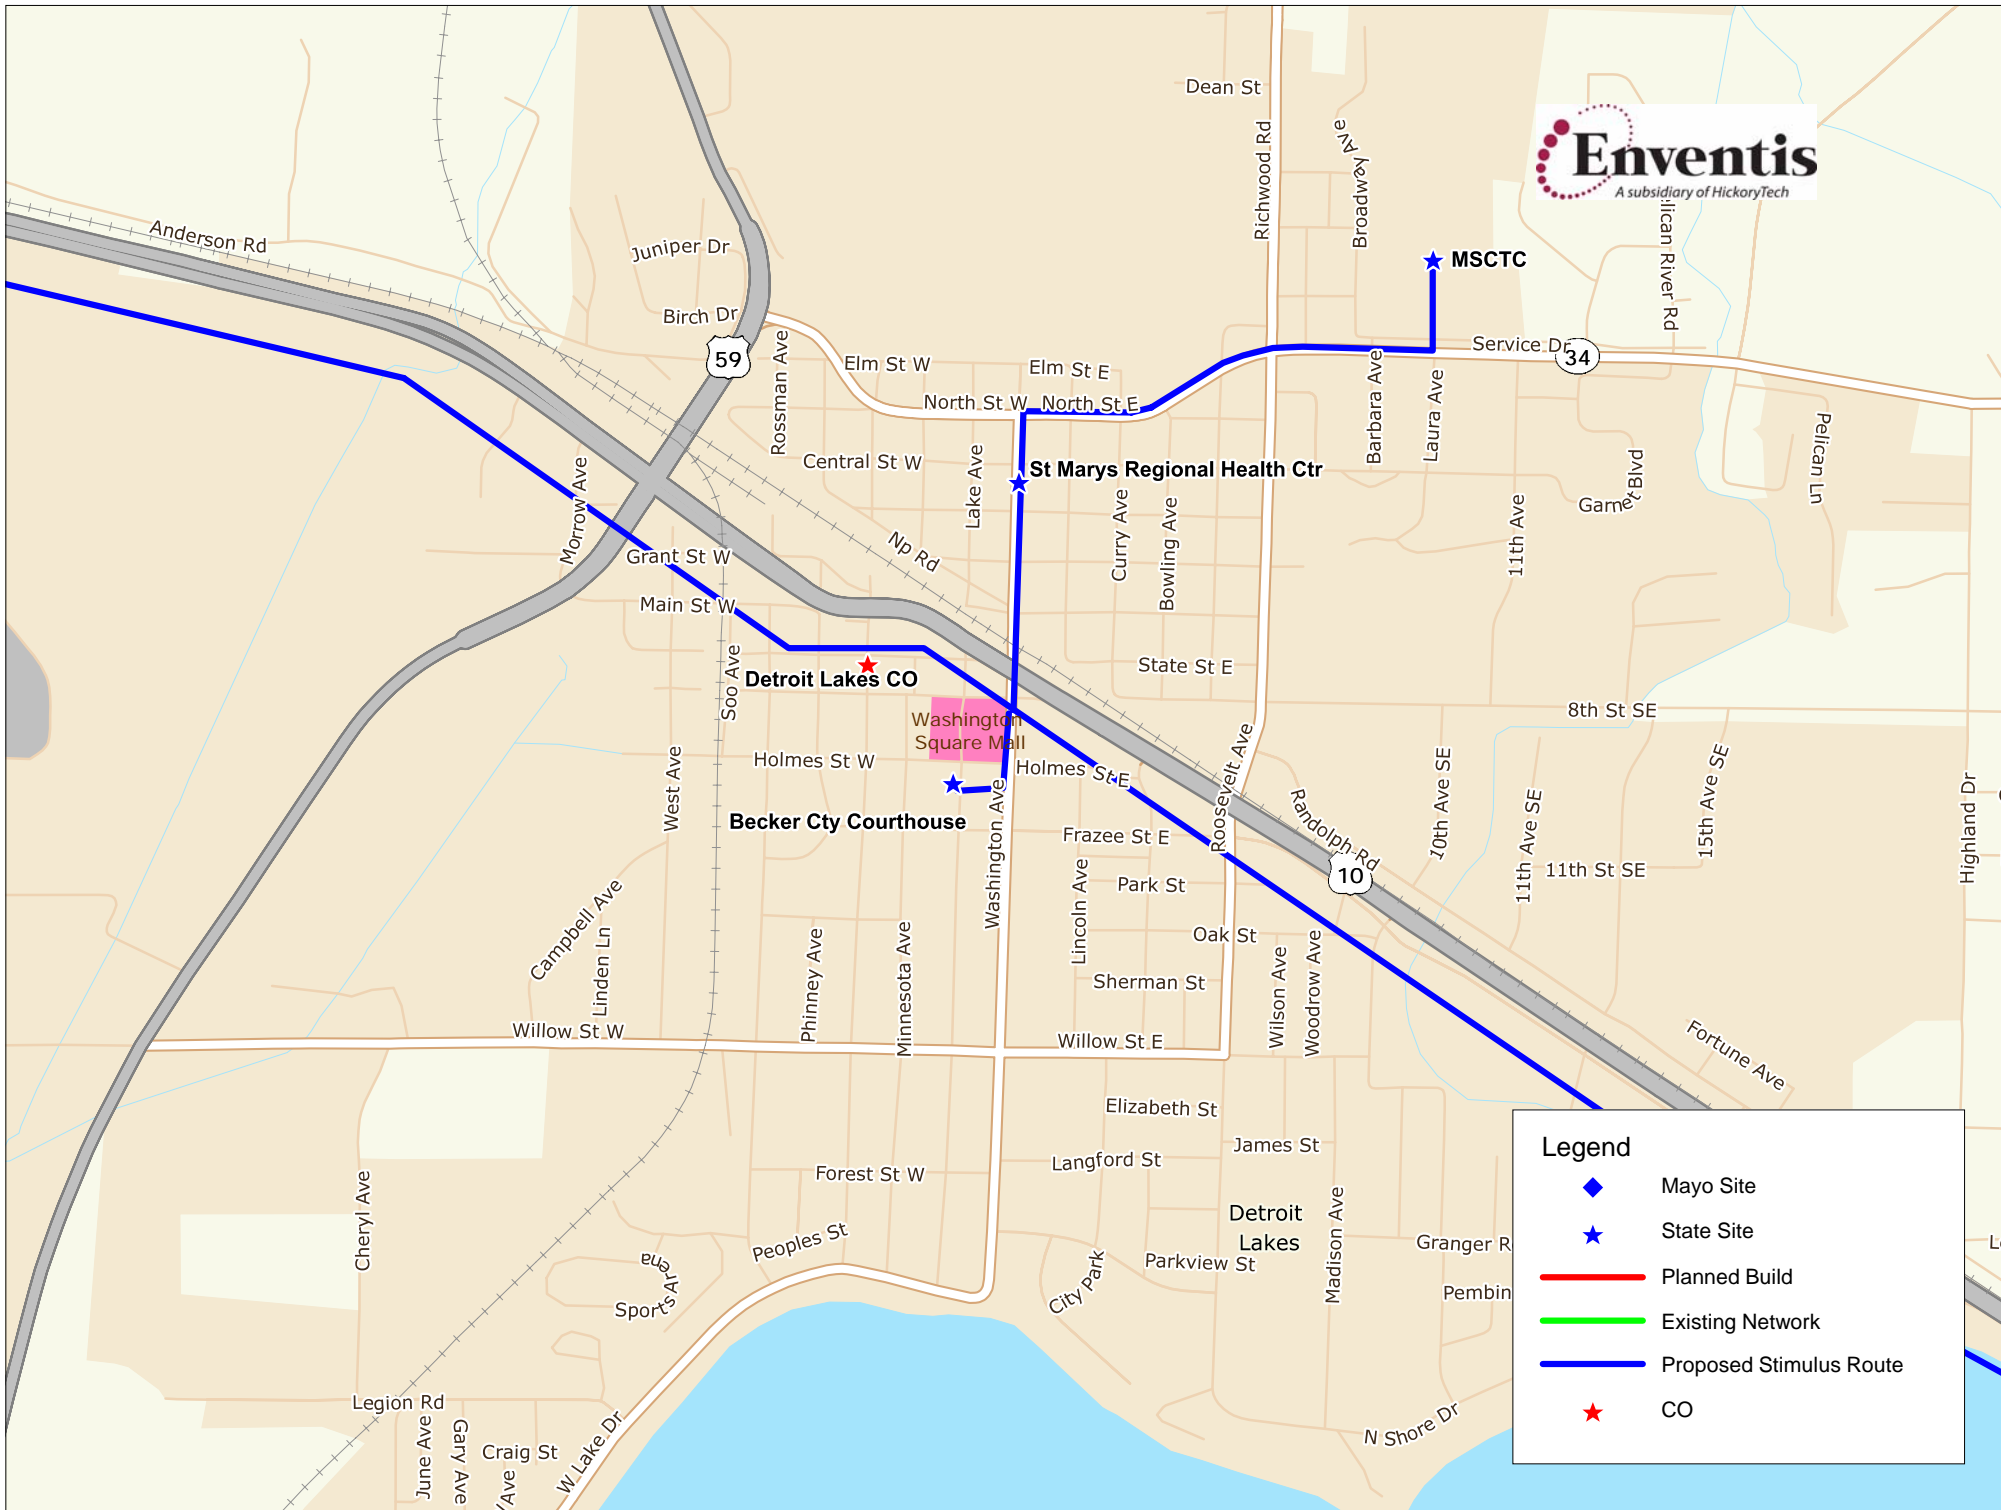 Dean St
Richwood Rd
Broadway Ave
Enventis
A subsidiary of HickoryTech
elican River Rd
Anderson Rd
Juniper Dr
MSCTC
Birch Dr
59
Rossman Ave
Elm St W
Elm St E
Service Dr
34
North St W
North St E
Barbara Ave
Laura Ave
Pelican Ln
Central St W
Lake Ave
St Marys Regional Health Ctr
Garnet Blvd
Morrow Ave
Curry Ave
Bowling Ave
11th Ave
Np Rd
Grant St W
Main St W
Soo Ave
State St E
Detroit Lakes CO
8th St SE
Washington
Square Mall
Roosevelt Ave
Holmes St W
Holmes St E
West Ave
10th Ave SE
15th Ave SE
11th Ave SE
Highland Dr
Randolph Rd
Becker Cty Courthouse
Washington Ave
Frazee St E
10
11th St SE
Park St
Lincoln Ave
Campbell Ave
Linden Ln
Phinney Ave
Minnesota Ave
Oak St
Wilson Ave
Woodrow Ave
Sherman St
Willow St W
Willow St E
Fortune Ave
Elizabeth St
James St
Langford St
Forest St W
Cheryl Ave
Detroit
Lakes
Madison Ave
Peoples St
Sports Arena
City Park
Parkview St
Granger R
Pembin
L
Legion Rd
June Ave
Gary Ave
Craig St
Ave
W Lake Dr
N Shore Dr
Legend
Mayo Site
State Site
Planned Build
Existing Network
Proposed Stimulus Route
CO